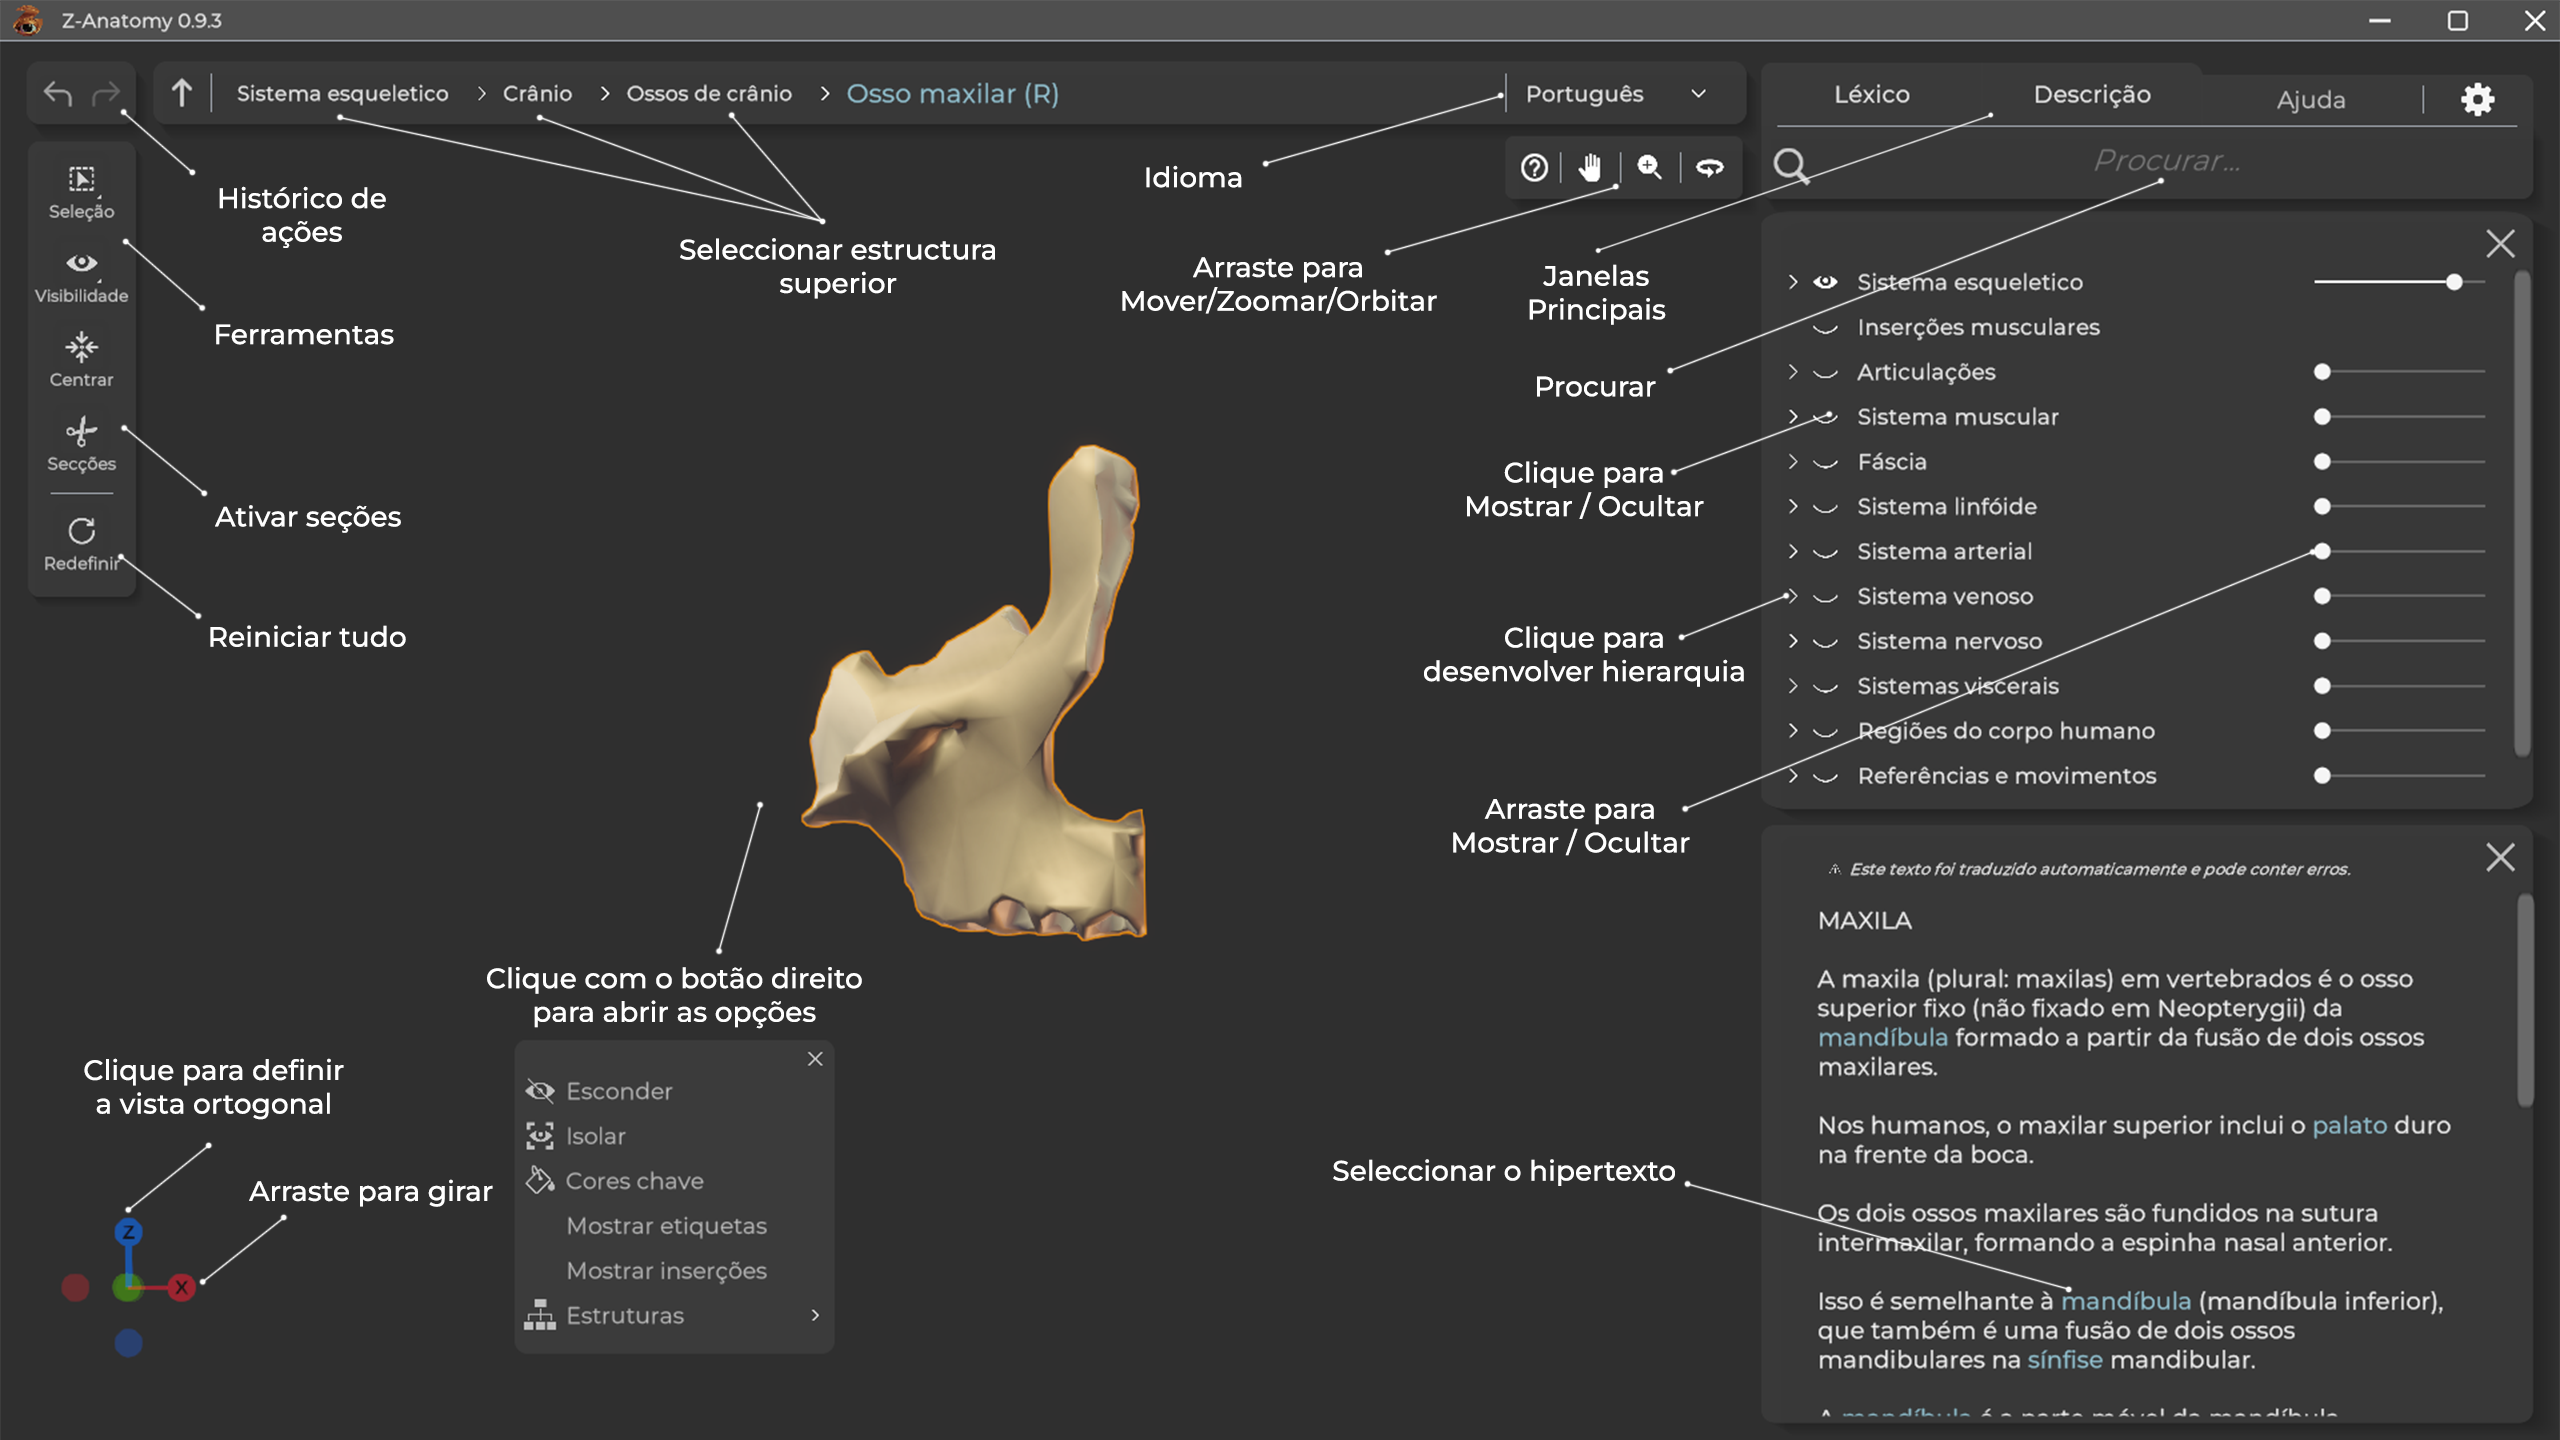 Z-Anatomy 0.9.3
Sistema esqueletico > Crânio > Ossos de crânio > Osso maxilar (R)
Português
Léxico
Descrição
Ajuda
Procurar...
Seleção
Visibilidade
Centrar
Secções
Redefinir
Histórico de
ações
Ferramentas
Ativar seções
Reiniciar tudo
Seleccionar estructura
superior
Idioma
Arraste para
Mover/Zoomar/Orbitar
Janelas
Principais
Procurar
Clique para
Mostrar / Ocultar
Clique para
desenvolver hierarquia
Arraste para
Mostrar / Ocultar
Sistema esqueletico
Inserções musculares
Articulações
Sistema muscular
Fáscia
Sistema linfóide
Sistema arterial
Sistema venoso
Sistema nervoso
Sistemas viscerais
Regiões do corpo humano
Referências e movimentos
Clique com o botão direito
para abrir as opções
Esconder
Isolar
Cores chave
Mostrar etiquetas
Mostrar inserções
Estruturas
Clique para definir
a vista ortogonal
Arraste para girar
Z
X
Seleccionar o hipertexto
Este texto foi traduzido automaticamente e pode conter erros.
MAXILA
A maxila (plural: maxilas) em vertebrados é o osso
superior fixo (não fixado em Neopterygii) da
mandíbula formado a partir da fusão de dois ossos
maxilares.
Nos humanos, o maxilar superior inclui o palato duro
na frente da boca.
Os dois ossos maxilares são fundidos na sutura
intermaxilar, formando a espinha nasal anterior.
Isso é semelhante à mandíbula (mandíbula inferior),
que também é uma fusão de dois ossos
mandibulares na sínfise mandibular.
A mandíbula é a parte móvel da mandíbula